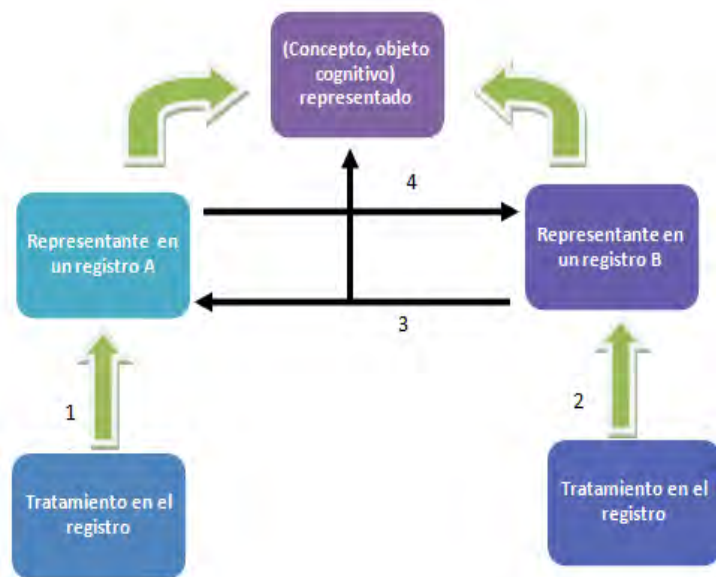 (Concepto, objeto
cognitivo)
representado
4
Representante en
un registro A
Representante en
un registro B
3
1
2
Tratamiento en el
registro
Tratamiento en el
registro